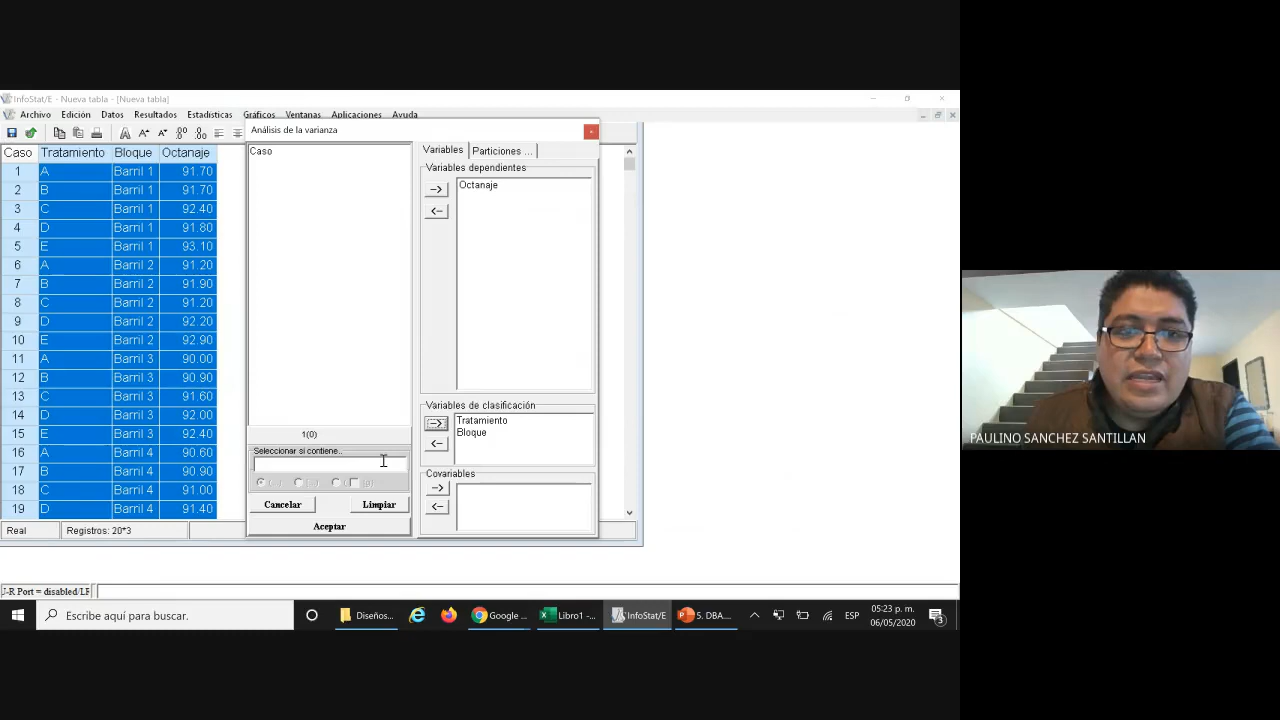 InfoStat/E - Nueva tabla - [Nueva tabla]
Archivo Edición Datos Resultados Estadísticas Gráficos Ventanas Aplicaciones Ayuda
Análisis de la varianza
Caso Tratamiento Bloque Octanaje
1 A Barril 1 91.70
2 B Barril 1 91.70
3 C Barril 1 92.40
4 D Barril 1 91.80
5 E Barril 1 93.10
6 A Barril 2 91.20
7 B Barril 2 91.90
8 C Barril 2 91.20
9 D Barril 2 92.20
10 E Barril 2 92.90
11 A Barril 3 90.00
12 B Barril 3 90.90
13 C Barril 3 91.60
14 D Barril 3 92.00
15 E Barril 3 92.40
16 A Barril 4 90.60
17 B Barril 4 90.90
18 C Barril 4 91.00
19 D Barril 4 91.40
Real Registros: 20*3
Caso
1(0)
Seleccionar si contiene..
Cancelar Limpiar
Aceptar
Variables Particiones ...
Variables dependientes
-->
<--
Octanaje
Variables de clasificación
-->
<--
Tratamiento
Bloque
Covariables
-->
<--
PAULINO SANCHEZ SANTILLAN
J-R Port = disabled/LF
Escribe aquí para buscar.
Diseños... Google ... Libro1 -... InfoStat/E 5. DBA....
ESP
05:23 p. m.
06/05/2020
3